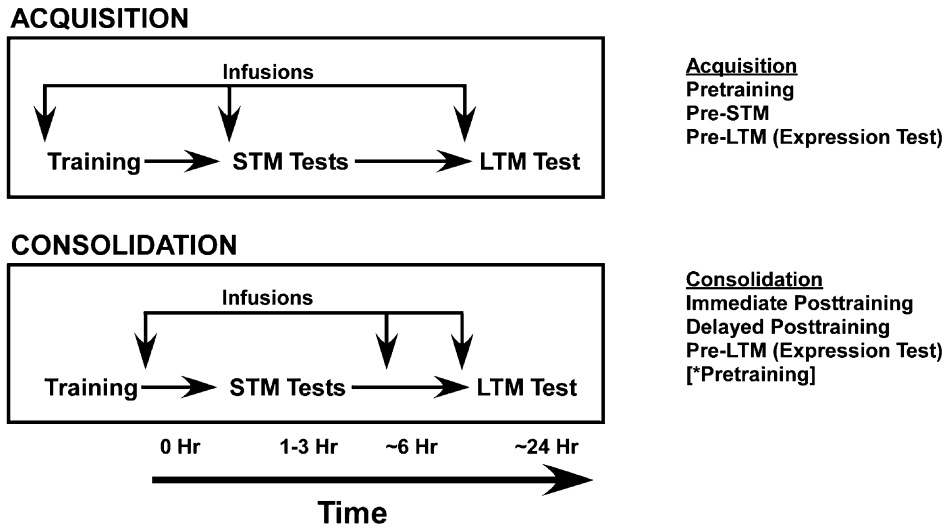 ACQUISITION
Infusions
Training STM Tests LTM Test
Acquisition
Pretraining
Pre-STM
Pre-LTM (Expression Test)
CONSOLIDATION
Infusions
Training STM Tests LTM Test
Consolidation
Immediate Posttraining
Delayed Posttraining
Pre-LTM (Expression Test)
[*Pretraining]
0 Hr 1-3 Hr ~6 Hr ~24 Hr
Time